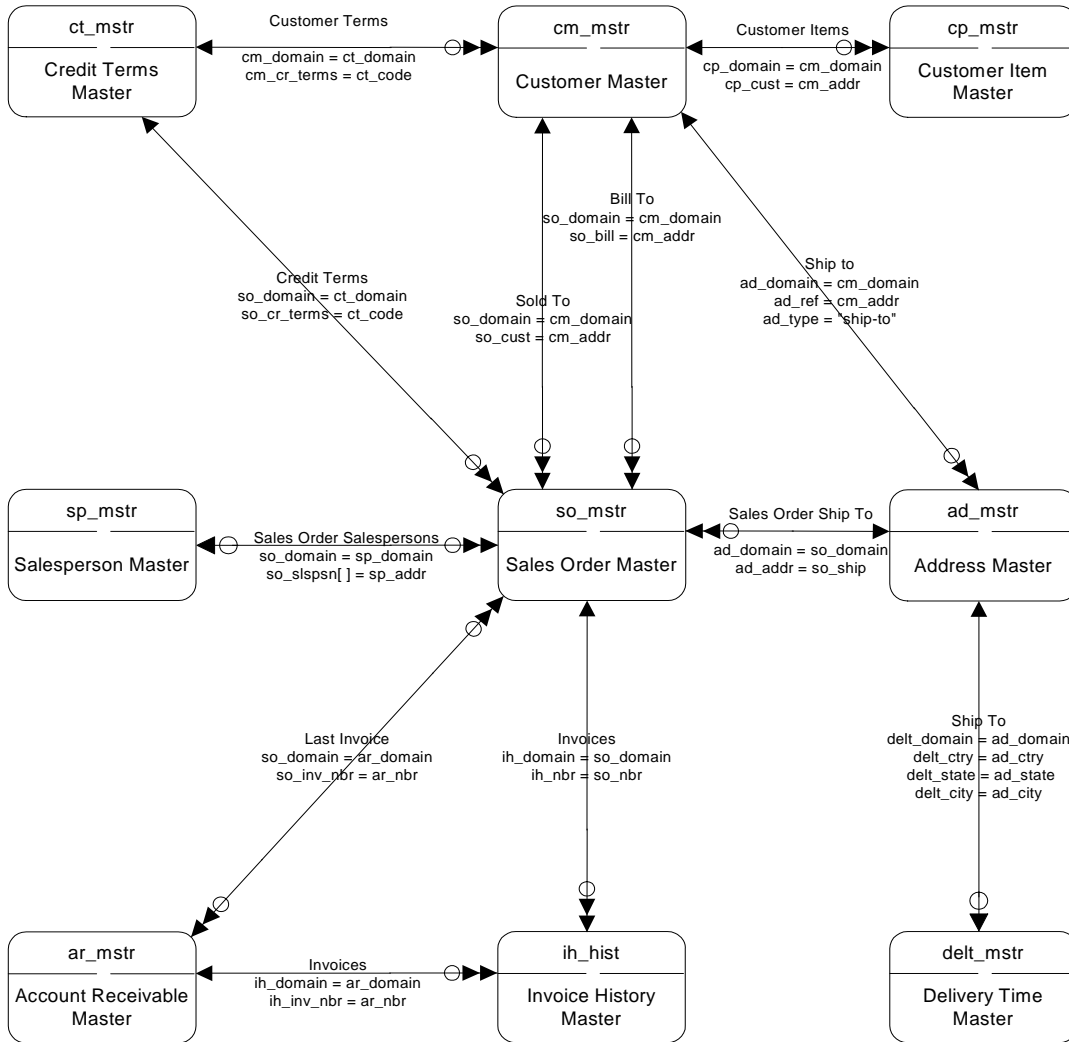 ct_mstr
Credit Terms
Master
Customer Terms
cm_domain = ct_domain
cm_cr_terms = ct_code
cm_mstr
Customer Master
Customer Items
cp_domain = cm_domain
cp_cust = cm_addr
cp_mstr
Customer Item
Master
Bill To
so_domain = cm_domain
so_bill = cm_addr
Credit Terms
so_domain = ct_domain
so_cr_terms = ct_code
Sold To
so_domain = cm_domain
so_cust = cm_addr
Ship to
ad_domain = cm_domain
ad_ref = cm_addr
ad_type = "ship-to"
sp_mstr
Salesperson Master
Sales Order Salespersons
so_domain = sp_domain
so_slspsn[ ] = sp_addr
so_mstr
Sales Order Master
Sales Order Ship To
ad_domain = so_domain
ad_addr = so_ship
ad_mstr
Address Master
Last Invoice
so_domain = ar_domain
so_inv_nbr = ar_nbr
Invoices
ih_domain = so_domain
ih_nbr = so_nbr
Ship To
delt_domain = ad_domain
delt_ctry = ad_ctry
delt_state = ad_state
delt_city = ad_city
ar_mstr
Account Receivable
Master
Invoices
ih_domain = ar_domain
ih_inv_nbr = ar_nbr
ih_hist
Invoice History
Master
delt_mstr
Delivery Time
Master